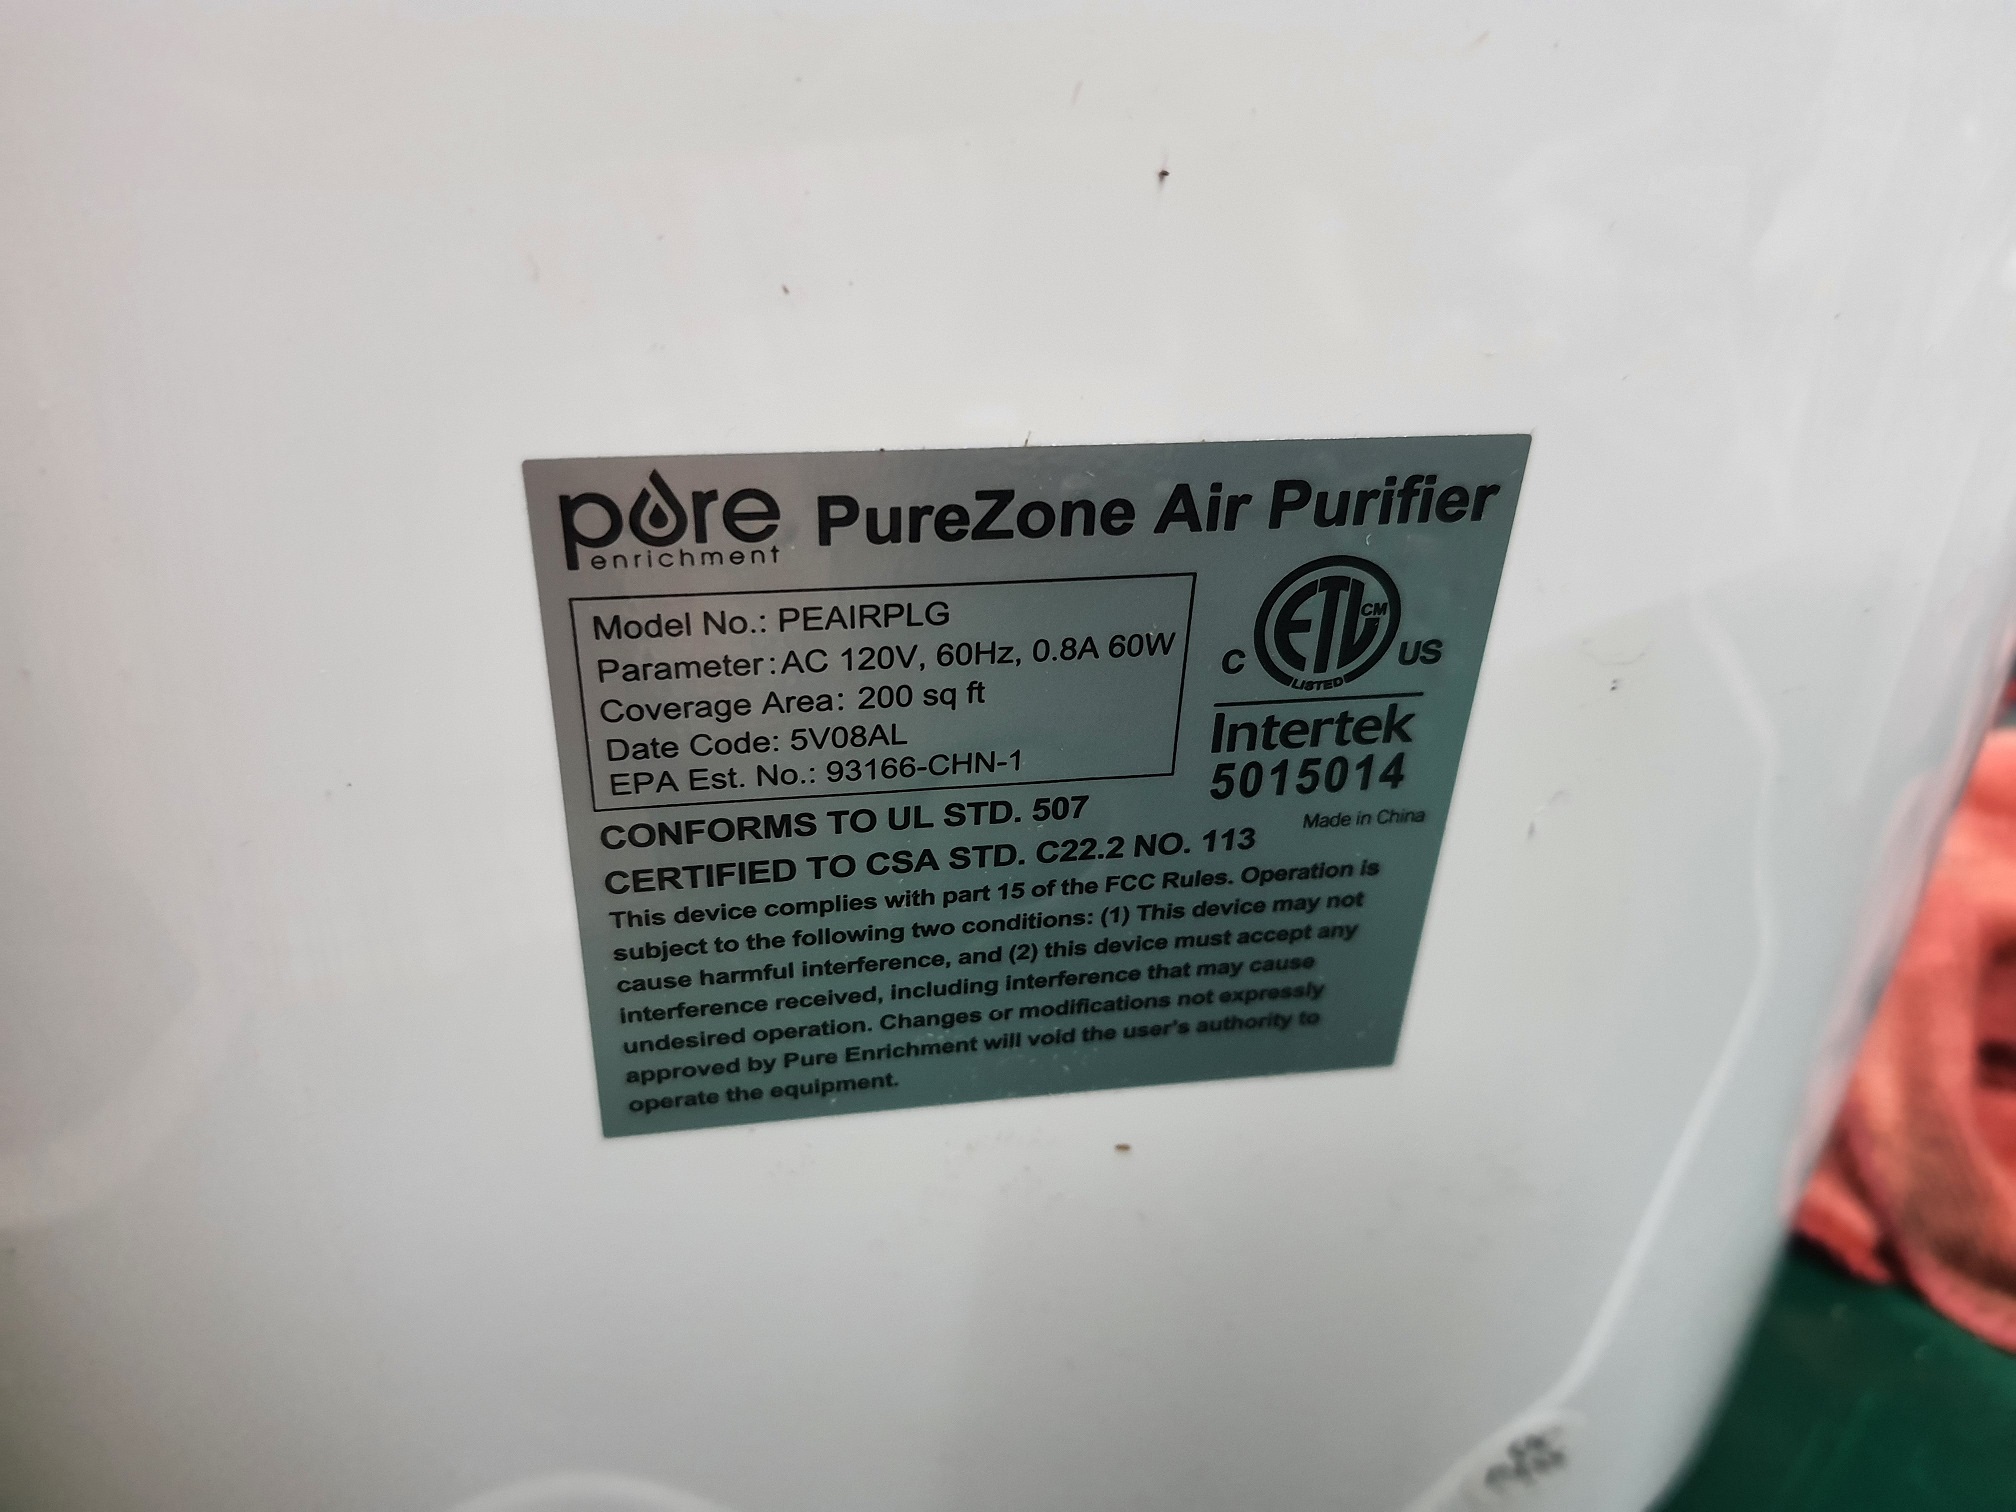 pure enrichment PureZone Air Purifier
Model No.: PEAIRPLG
Parameter: AC 120V, 60Hz, 0.8A 60W
Coverage Area: 200 sq ft
Date Code: 5V08AL
EPA Est. No.: 93166-CHN-1
C ETL CM US
LISTED
Intertek
5015014
Made in China
CONFORMS TO UL STD. 507
CERTIFIED TO CSA STD. C22.2 NO. 113
This device complies with part 15 of the FCC Rules. Operation is
subject to the following two conditions: (1) This device may not
cause harmful interference, and (2) this device must accept any
interference received, including interference that may cause
undesired operation. Changes or modifications not expressly
approved by Pure Enrichment will void the user's authority to
operate the equipment.